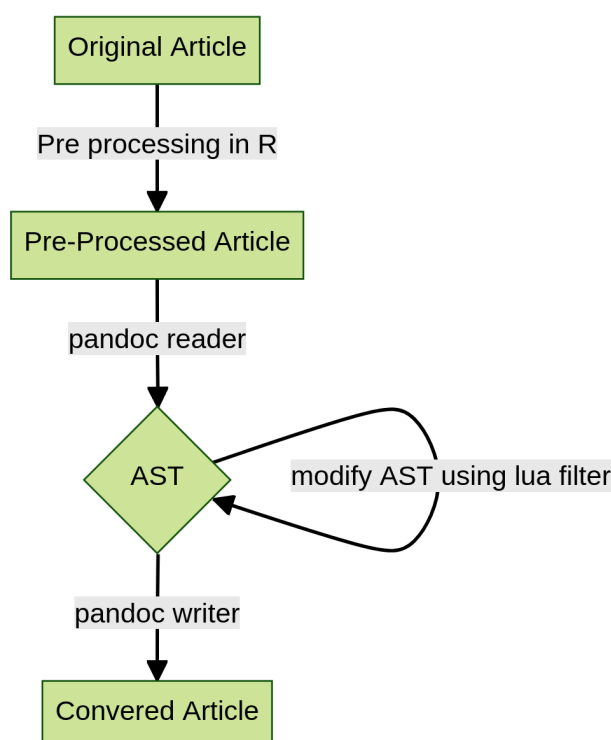 Original Article
Pre processing in R
Pre-Processed Article
pandoc reader
AST
modify AST using lua filter
pandoc writer
Convered Article